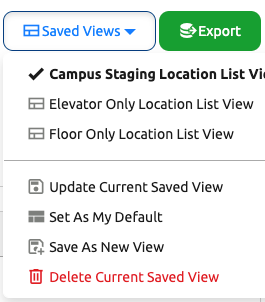 Saved Views
Export
Campus Staging Location List Vi
Elevator Only Location List View
Floor Only Location List View
Update Current Saved View
Set As My Default
Save As New View
Delete Current Saved View